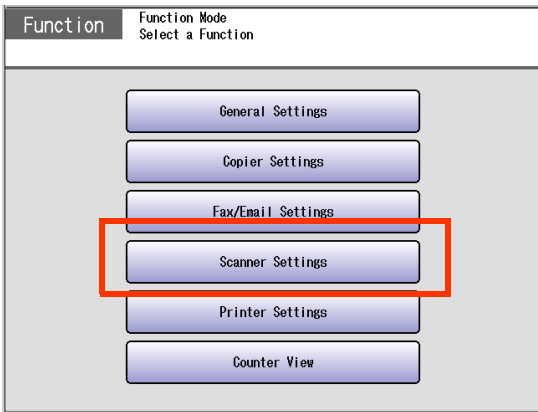 Function
Function Mode
Select a Function
General Settings
Copier Settings
Fax/Email Settings
Scanner Settings
Printer Settings
Counter View